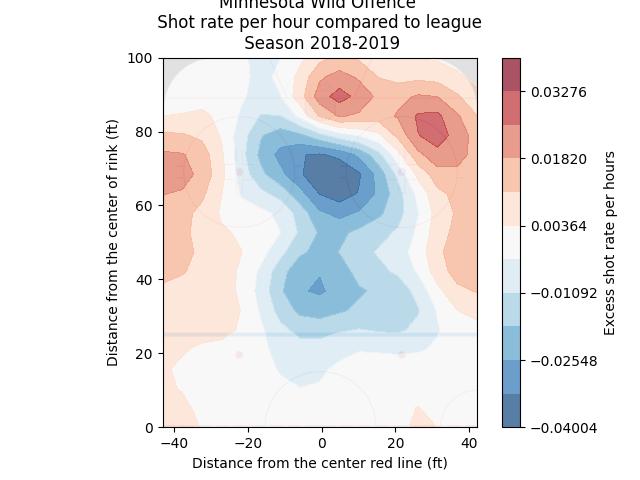 Minnesota Wild Offence
Shot rate per hour compared to league
Season 2018-2019
100
80
60
40
20
0
−40
−20
0
20
40
Distance from the center of rink (ft)
Distance from the center red line (ft)
0.03276
0.01820
0.00364
−0.01092
−0.02548
−0.04004
Excess shot rate per hours